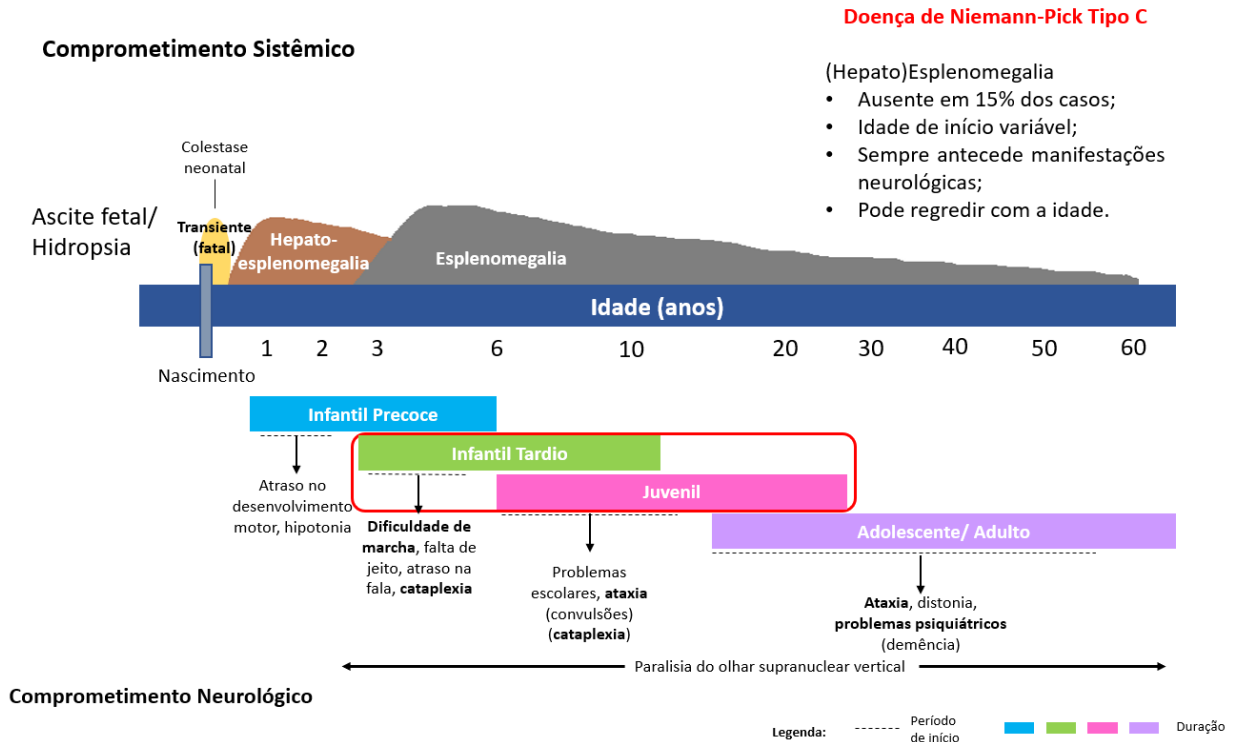 Doença de Niemann-Pick Tipo C
Comprometimento Sistêmico
(Hepato)Esplenomegalia
• Ausente em 15% dos casos;
• Idade de início variável;
• Sempre antecede manifestações
neurológicas;
• Pode regredir com a idade.
Colestase
neonatal
Ascite fetal/
Hidropsia
Transiente
(fatal)
Hepato-
esplenomegalia
Esplenomegalia
Idade (anos)
1 2 3 6 10 20 30 40 50 60
Nascimento
Infantil Precoce
Infantil Tardio
Juvenil
Adolescente/ Adulto
Atraso no
desenvolvimento
motor, hipotonia
Dificuldade de
marcha, falta de
jeito, atraso na
fala, cataplexia
Problemas
escolares, ataxia
(convulsões)
(cataplexia)
Ataxia, distonia,
problemas psiquiátricos
(demência)
Paralisia do olhar supranuclear vertical
Comprometimento Neurológico
Legenda:
Período
de início
Duração